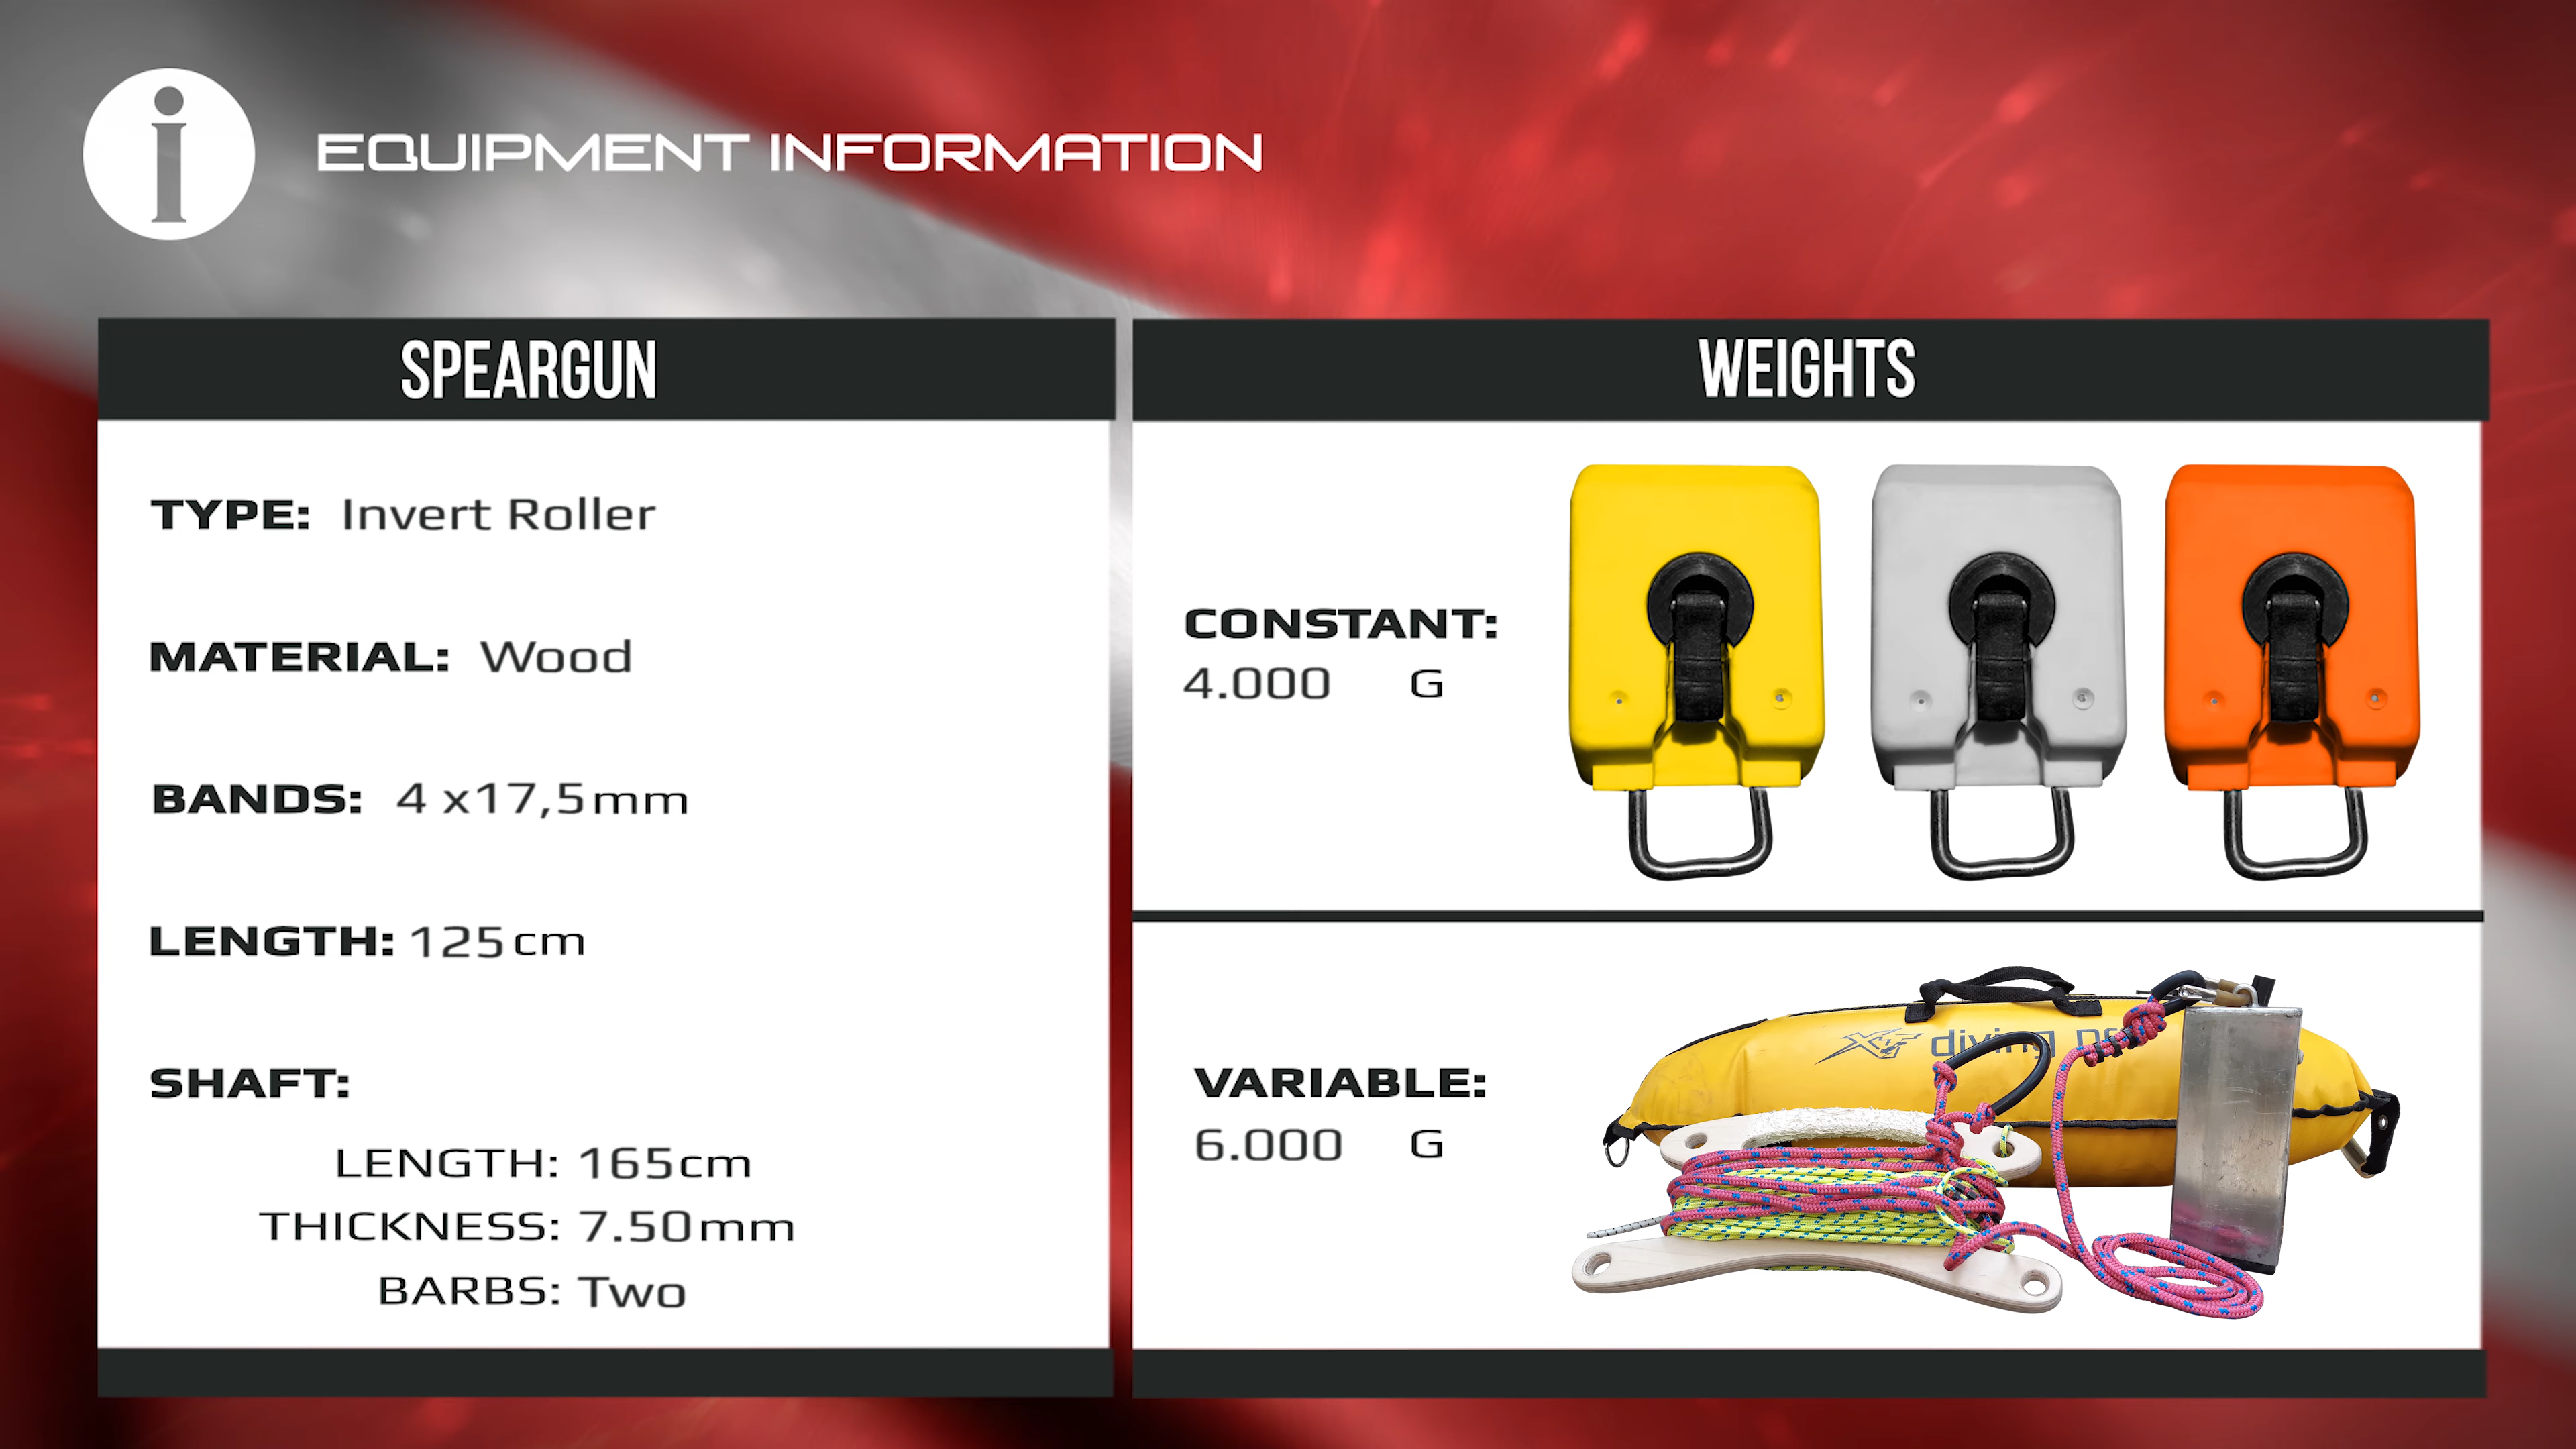 i
EQUIPMENT INFORMATION
SPEARGUN
TYPE: Invert Roller
MATERIAL: Wood
BANDS: 4 x17,5mm
LENGTH: 125cm
SHAFT:
LENGTH: 165cm
THICKNESS: 7.50mm
BARBS: Two
WEIGHTS
CONSTANT:
4.000 G
VARIABLE:
6.000 G
diving